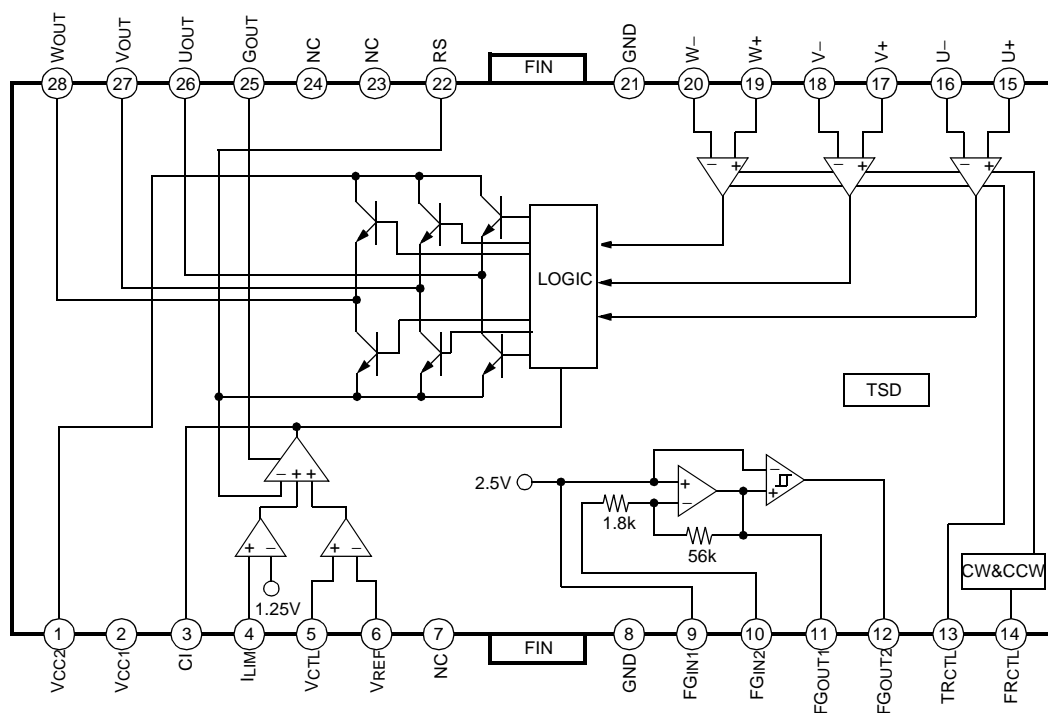 WOUT VOUT UOUT GOUT NC NC RS GND W− W+ V− V+ U− U+
28 27 26 25 24 23 22 FIN 21 20 19 18 17 16 15
− + − + − +
LOGIC
TSD
− + +
2.5V
+ −
− +
1.8k
56k
+ − + −
1.25V
CW&CCW
1 2 3 4 5 6 7 FIN 8 9 10 11 12 13 14
VCC2 VCC1 CI ILIM VCTL VREF NC GND FGIN1 FGIN2 FGOUT1 FGOUT2 TRCTL FRCTL